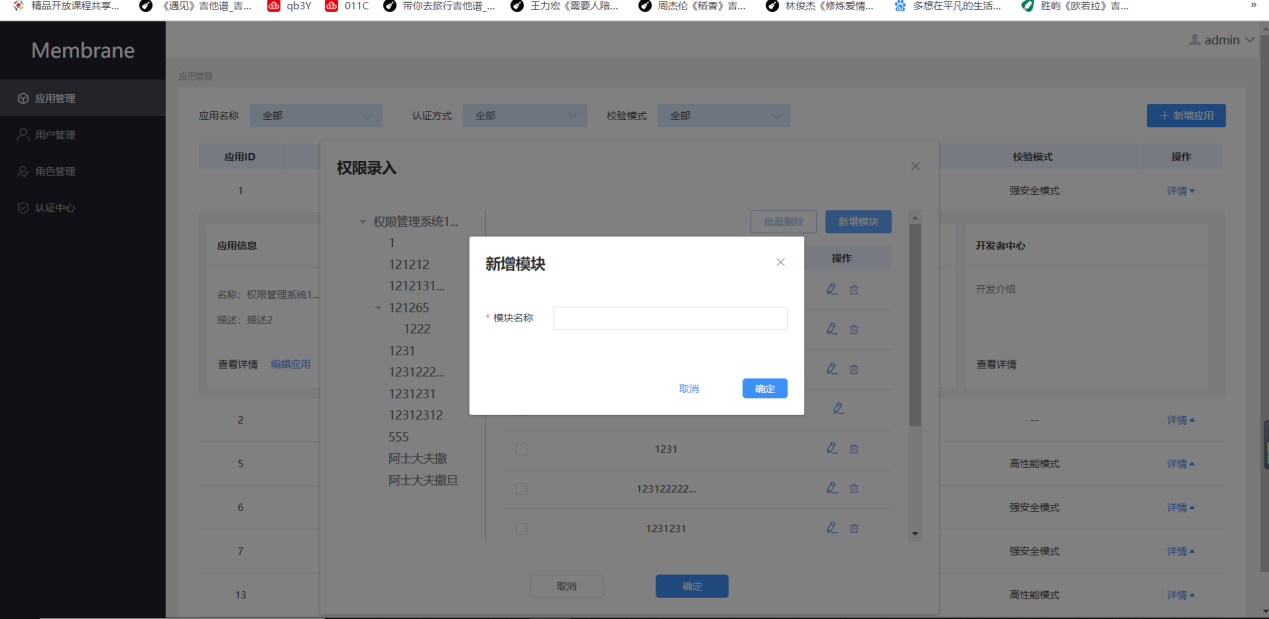 精品开放课程共享...
《遇见》吉他谱_吉...
qb3Y
011C
带你去旅行吉他谱_...
王力宏《需要人陪...
周杰伦《稻香》吉...
林俊杰《修炼爱情...
多想在平凡的生活...
胜屿《欧若拉》吉...
»
Membrane
admin
应用管理
用户管理
角色管理
认证中心
应用管理
应用名称 全部 认证方式 全部 校验模式 全部 + 新增应用
应用ID 校验模式 操作
1 强安全模式 详情
应用信息
名称：权限管理系统1...
描述：描述2
查看详情 编辑应用
开发者中心
开发介绍
查看详情
2 -- 详情
5 高性能模式 详情
6 强安全模式 详情
7 强安全模式 详情
13 高性能模式 详情
权限录入
权限管理系统1...
1
121212
1212131...
121265
1222
1231
1231222...
1231231
12312312
555
阿士大夫撒
阿士大夫撒旦
批量删除 新增模块
操作
1231
123122222...
1231231
取消 确定
新增模块
* 模块名称
取消 确定